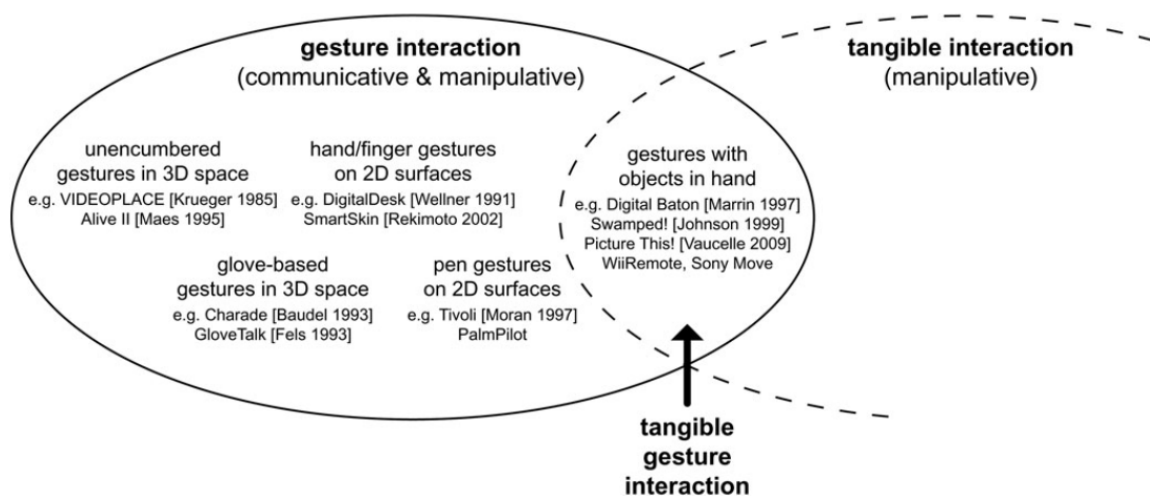 gesture interaction
(communicative & manipulative)
tangible interaction
(manipulative)
unencumbered
gestures in 3D space
e.g. VIDEOPLACE [Krueger 1985]
Alive II [Maes 1995]
hand/finger gestures
on 2D surfaces
e.g. DigitalDesk [Wellner 1991]
SmartSkin [Rekimoto 2002]
gestures with
objects in hand
e.g. Digital Baton [Marrin 1997]
Swamped! [Johnson 1999]
Picture This! [Vaucelle 2009]
WiiRemote, Sony Move
glove-based
gestures in 3D space
e.g. Charade [Baudel 1993]
GloveTalk [Fels 1993]
pen gestures
on 2D surfaces
e.g. Tivoli [Moran 1997]
PalmPilot
tangible
gesture
interaction